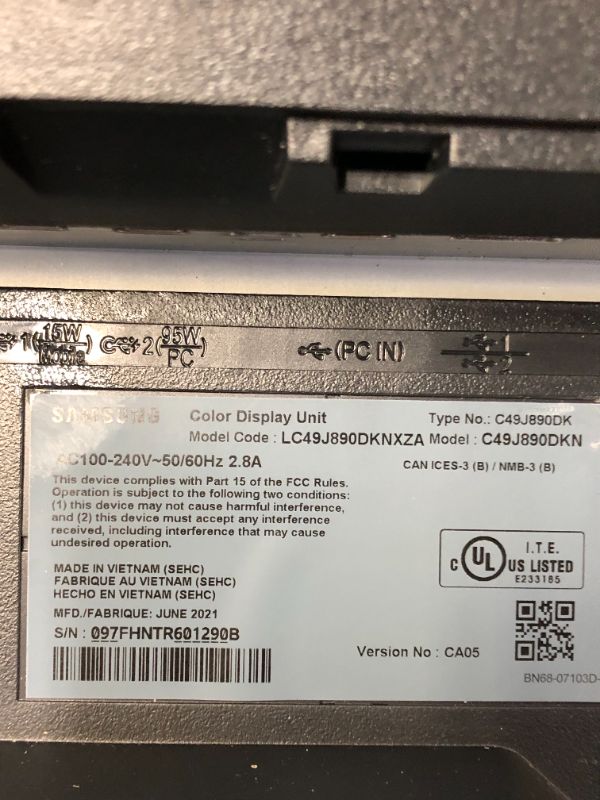 1(15W/Mobile) 2(95W/PC) (PC IN) 1
2
SAMSUNG Color Display Unit Type No.: C49J890DK
Model Code : LC49J890DKNXZA Model : C49J890DKN
AC100-240V~50/60Hz 2.8A CAN ICES-3 (B) / NMB-3 (B)
This device complies with Part 15 of the FCC Rules.
Operation is subject to the following two conditions:
(1) this device may not cause harmful interference,
and (2) this device must accept any interference
received, including interference that may cause
undesired operation.
C UL US LISTED
I.T.E.
E233185
MADE IN VIETNAM (SEHC)
FABRIQUE AU VIETNAM (SEHC)
HECHO EN VIETNAM (SEHC)
MFD./FABRIQUE: JUNE 2021
S/N : 097FHNTR601290B
Version No : CA05
BN68-07103D-